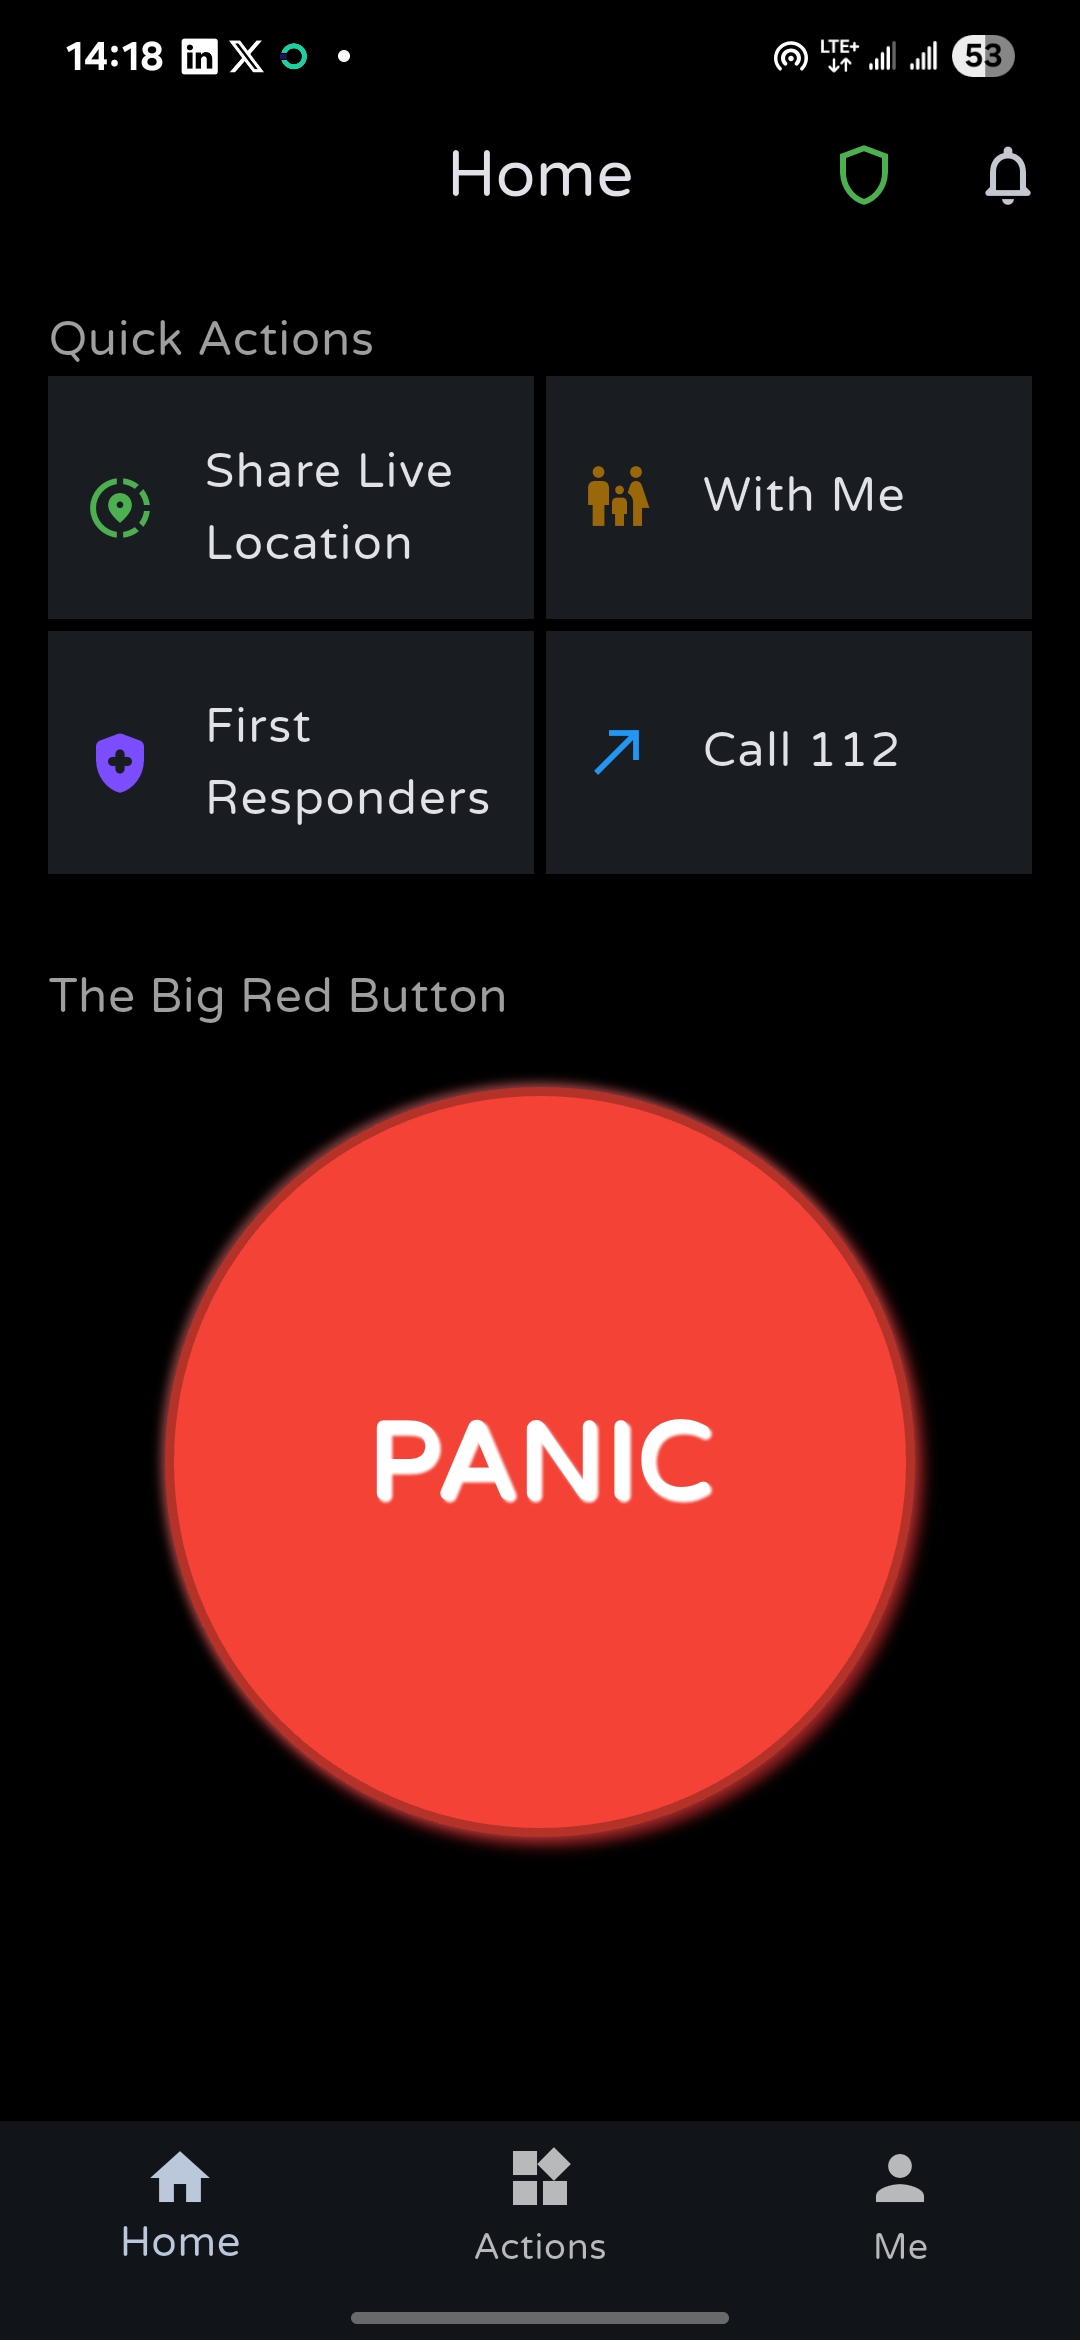 14:18
LTE+
53
Home
Quick Actions
Share Live
Location
With Me
First
Responders
Call 112
The Big Red Button
PANIC
Home
Actions
Me